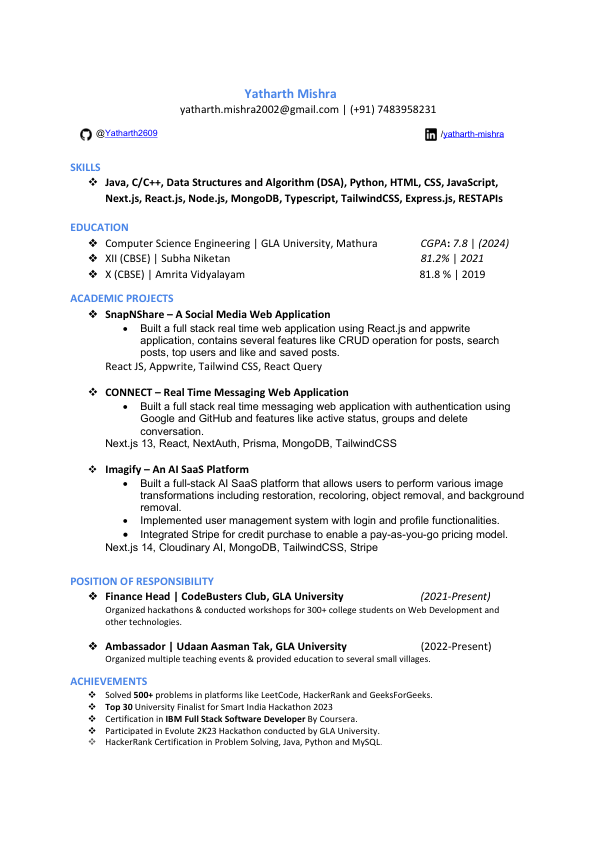 Yatharth Mishra
yatharth.mishra2002@gmail.com | (+91) 7483958231
@Yatharth2609 /yatharth-mishra
SKILLS
❖ Java, C/C++, Data Structures and Algorithm (DSA), Python, HTML, CSS, JavaScript,
Next.js, React.js, Node.js, MongoDB, Typescript, TailwindCSS, Express.js, RESTAPIs
EDUCATION
❖ Computer Science Engineering | GLA University, Mathura CGPA: 7.8 | (2024)
❖ XII (CBSE) | Subha Niketan 81.2% | 2021
❖ X (CBSE) | Amrita Vidyalayam 81.8 % | 2019
ACADEMIC PROJECTS
❖ SnapNShare – A Social Media Web Application
• Built a full stack real time web application using React.js and appwrite
application, contains several features like CRUD operation for posts, search
posts, top users and like and saved posts.
React JS, Appwrite, Tailwind CSS, React Query
❖ CONNECT – Real Time Messaging Web Application
• Built a full stack real time messaging web application with authentication using
Google and GitHub and features like active status, groups and delete
conversation.
Next.js 13, React, NextAuth, Prisma, MongoDB, TailwindCSS
❖ Imagify – An AI SaaS Platform
• Built a full-stack AI SaaS platform that allows users to perform various image
transformations including restoration, recoloring, object removal, and background
removal.
• Implemented user management system with login and profile functionalities.
• Integrated Stripe for credit purchase to enable a pay-as-you-go pricing model.
Next.js 14, Cloudinary AI, MongoDB, TailwindCSS, Stripe
POSITION OF RESPONSIBILITY
❖ Finance Head | CodeBusters Club, GLA University (2021-Present)
Organized hackathons & conducted workshops for 300+ college students on Web Development and
other technologies.
❖ Ambassador | Udaan Aasman Tak, GLA University (2022-Present)
Organized multiple teaching events & provided education to several small villages.
ACHIEVEMENTS
❖ Solved 500+ problems in platforms like LeetCode, HackerRank and GeeksForGeeks.
❖ Top 30 University Finalist for Smart India Hackathon 2023
❖ Certification in IBM Full Stack Software Developer By Coursera.
❖ Participated in Evolute 2K23 Hackathon conducted by GLA University.
❖ HackerRank Certification in Problem Solving, Java, Python and MySQL.